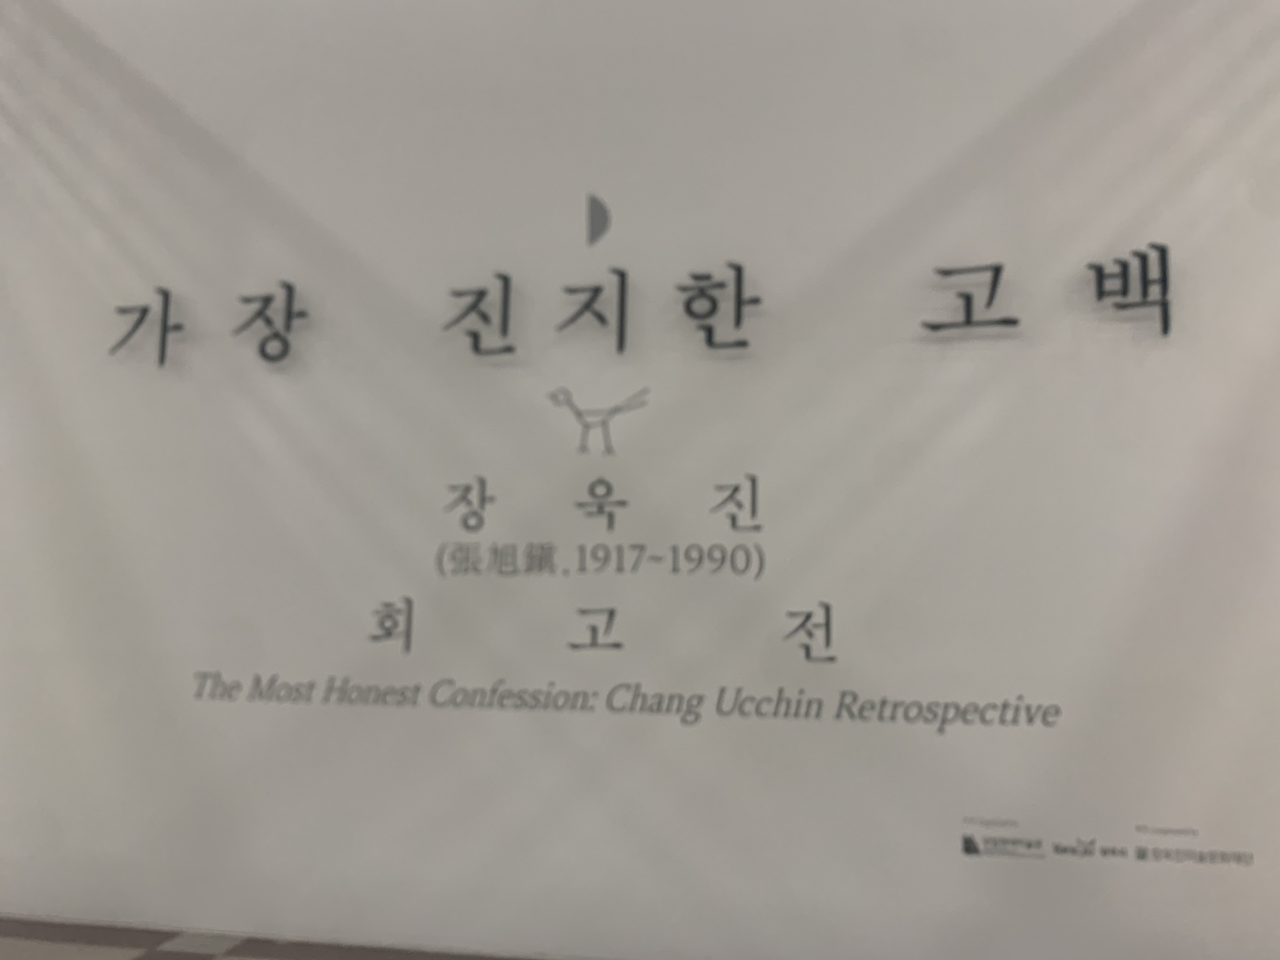 가장 진지한 고백
장욱진
(張旭鎭, 1917~1990)
회고전
The Most Honest Confession: Chang Ucchin Retrospective